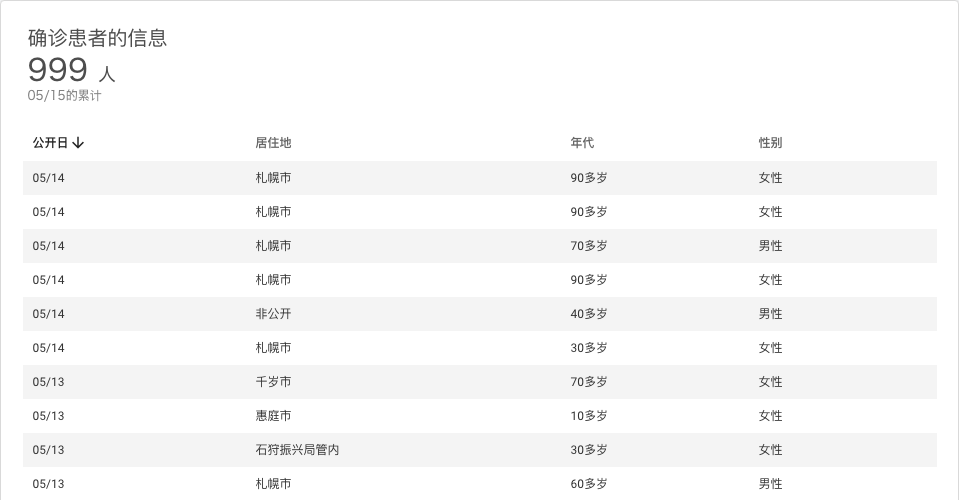 确诊患者的信息
999 人
05/15的累计
公开日 居住地 年代 性别
05/14 札幌市 90多岁 女性
05/14 札幌市 90多岁 女性
05/14 札幌市 70多岁 男性
05/14 札幌市 90多岁 女性
05/14 非公开 40多岁 男性
05/14 札幌市 30多岁 女性
05/13 千岁市 70多岁 女性
05/13 惠庭市 10多岁 女性
05/13 石狩振兴局管内 30多岁 女性
05/13 札幌市 60多岁 男性